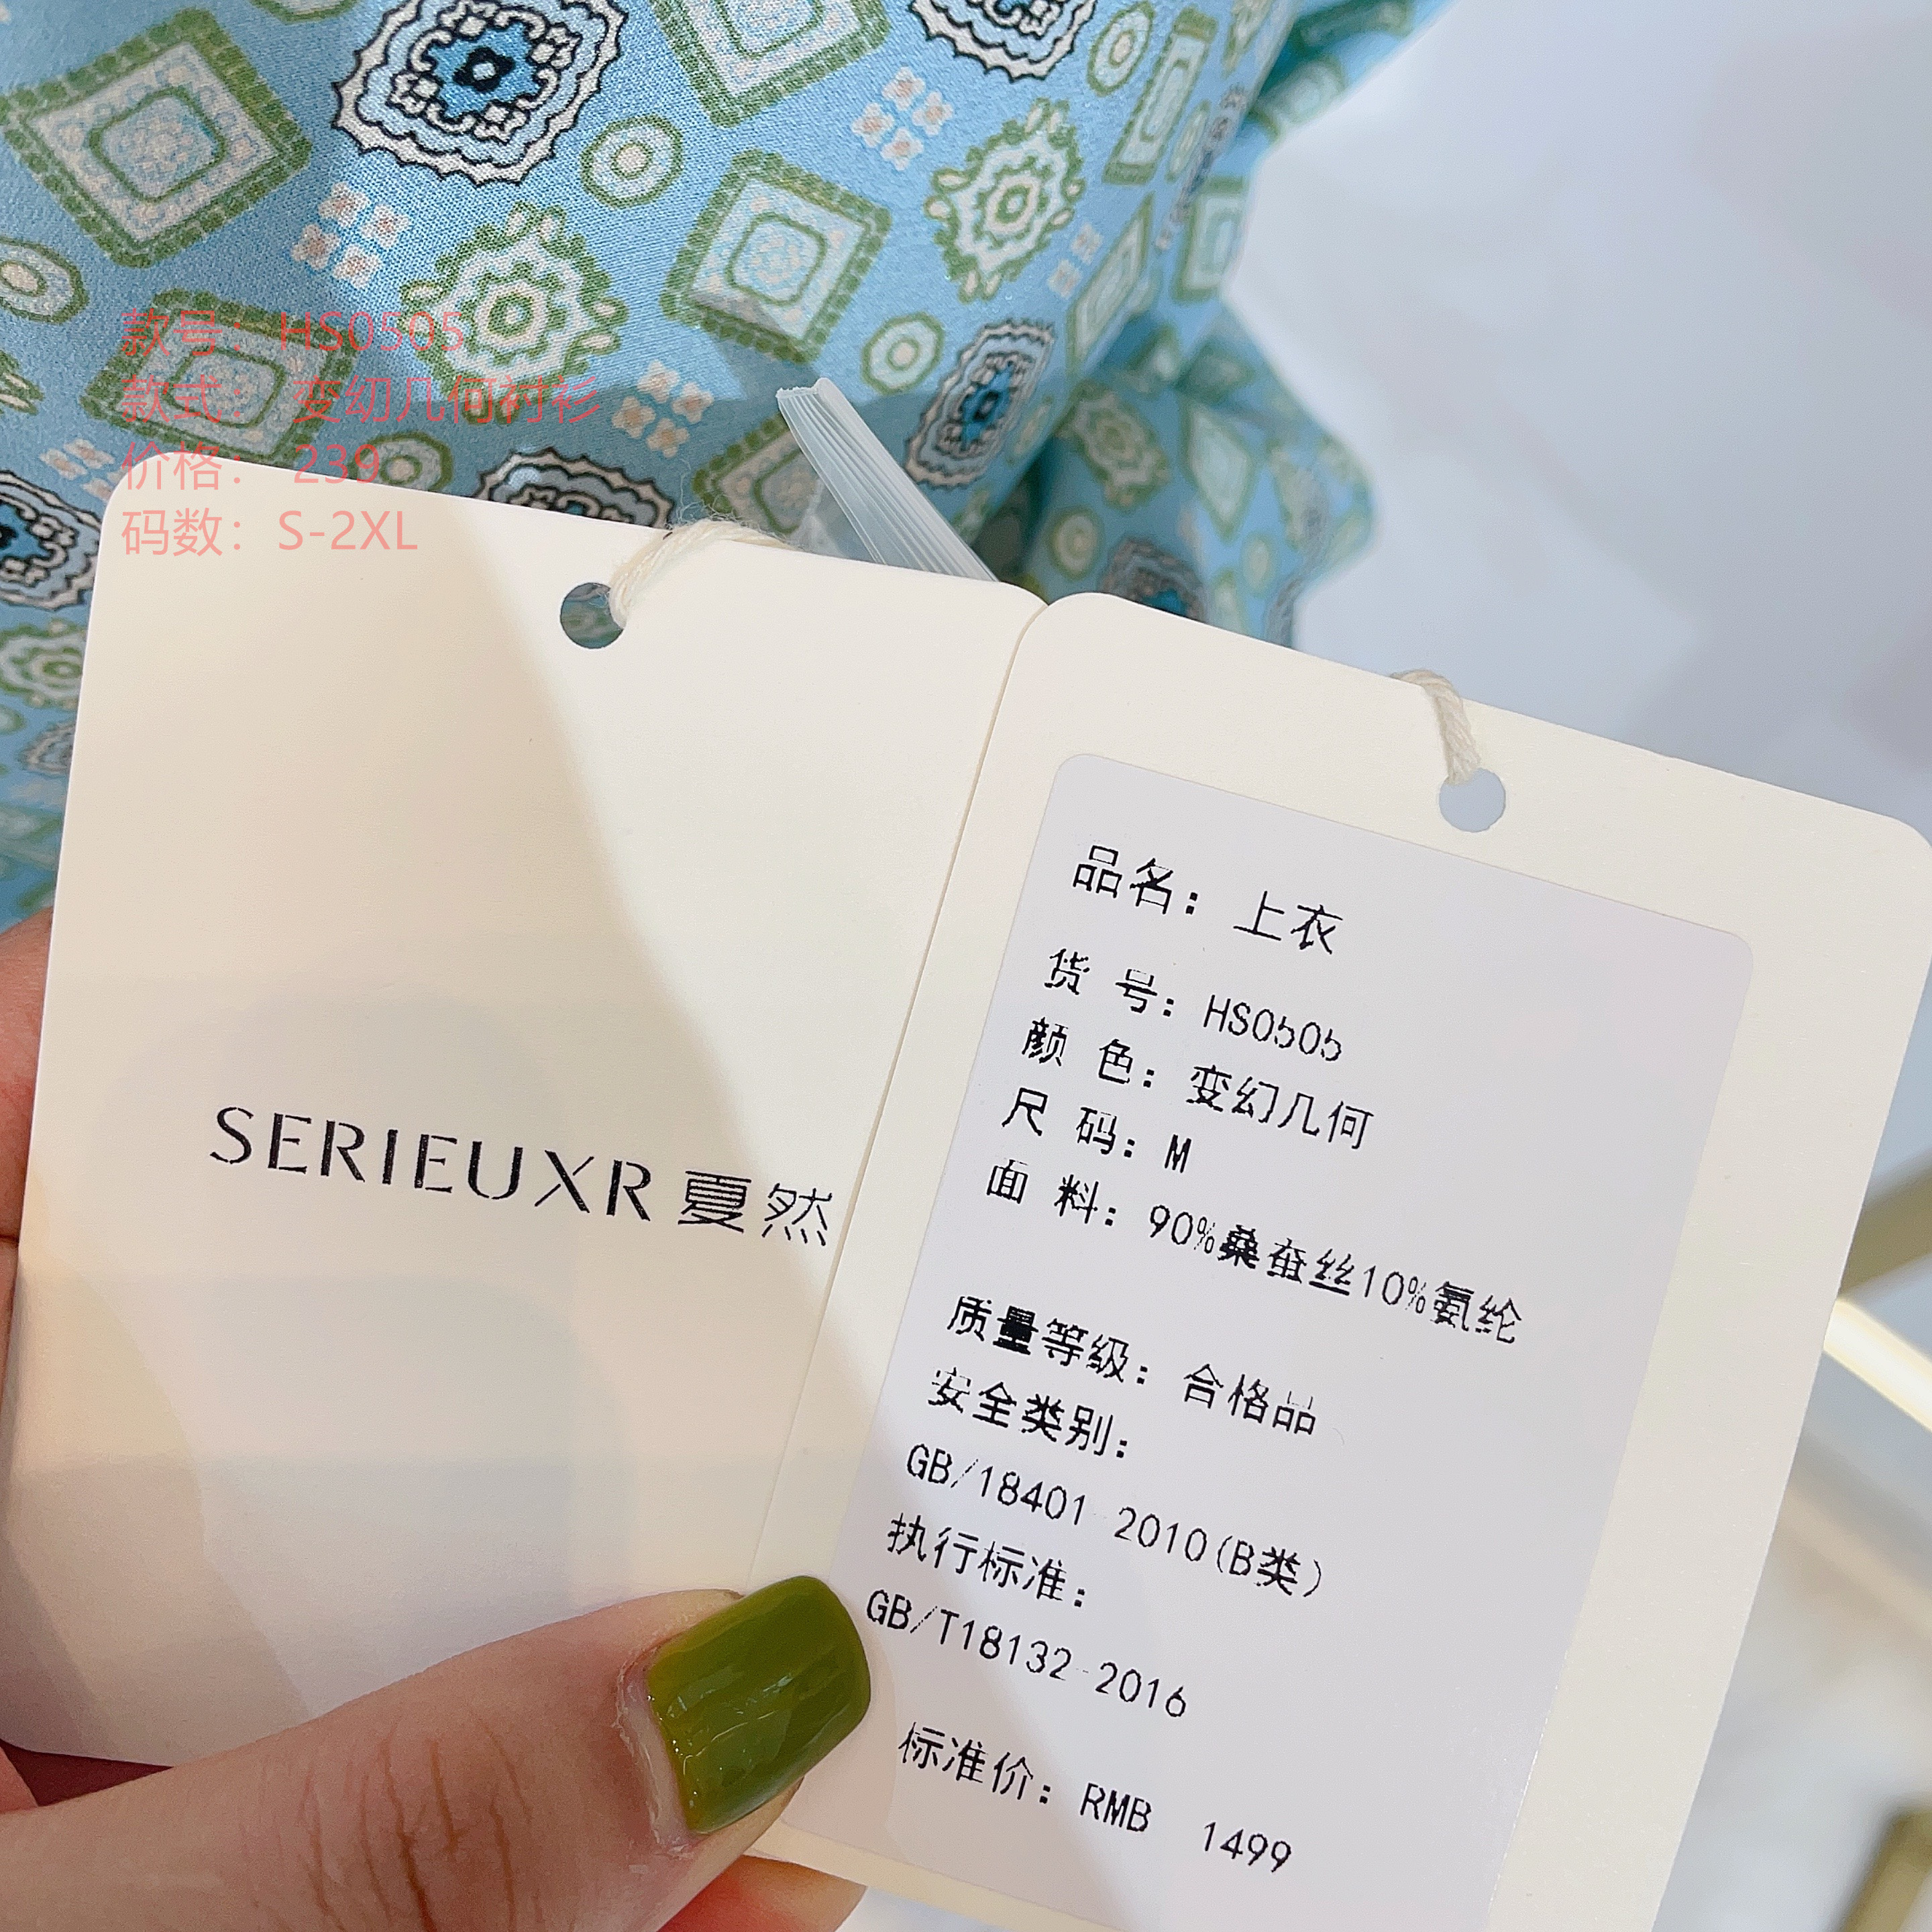 款号：HS0505
款式： 变幻几何衬衫
价格： 239
码数：S-2XL
SERIEUXR 夏然
品名：上衣
货 号：HS0505
颜 色：变幻几何
尺 码：M
面 料：90%桑蚕丝10%氨纶
质量等级：合格品
安全类别：
GB/18401-2010(B类)
执行标准：
GB/T18132-2016
标准价：RMB 1499